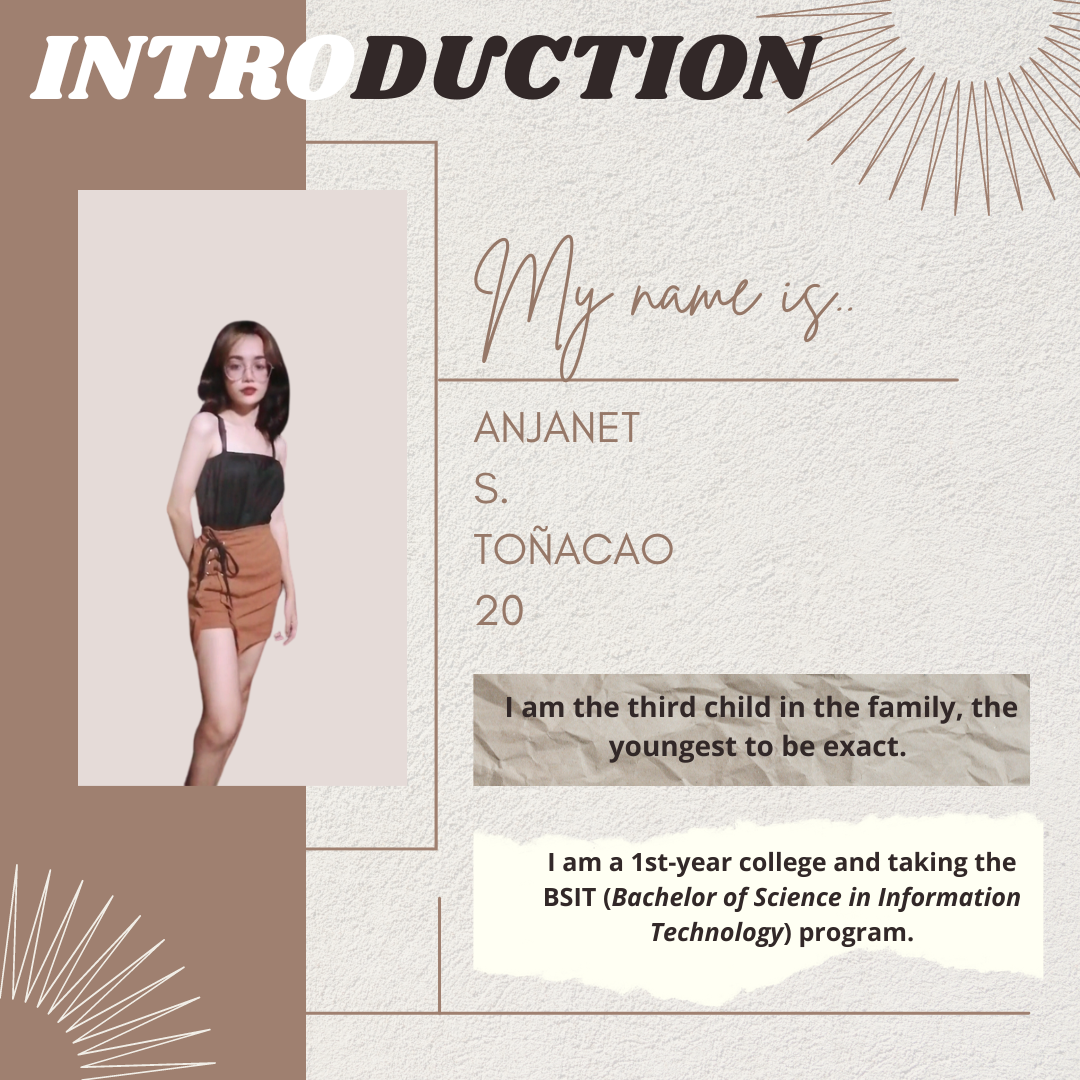 INTRODUCTION
My name is..
ANJANET
S.
TOÑACAO
20
I am the third child in the family, the
youngest to be exact.
I am a 1st-year college and taking the
BSIT (Bachelor of Science in Information
Technology) program.